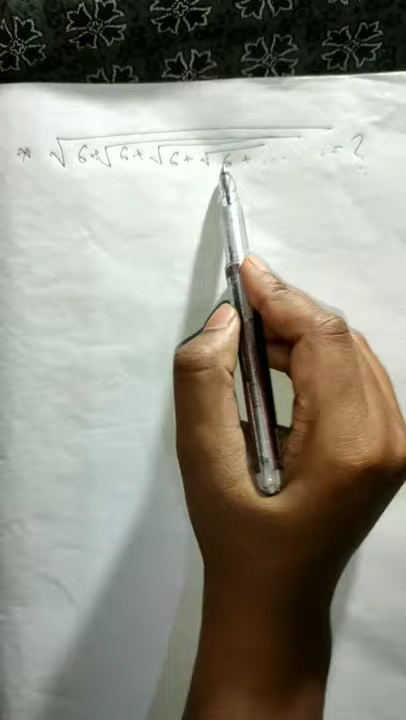 * √6+√6+√6+√6+...... = ?